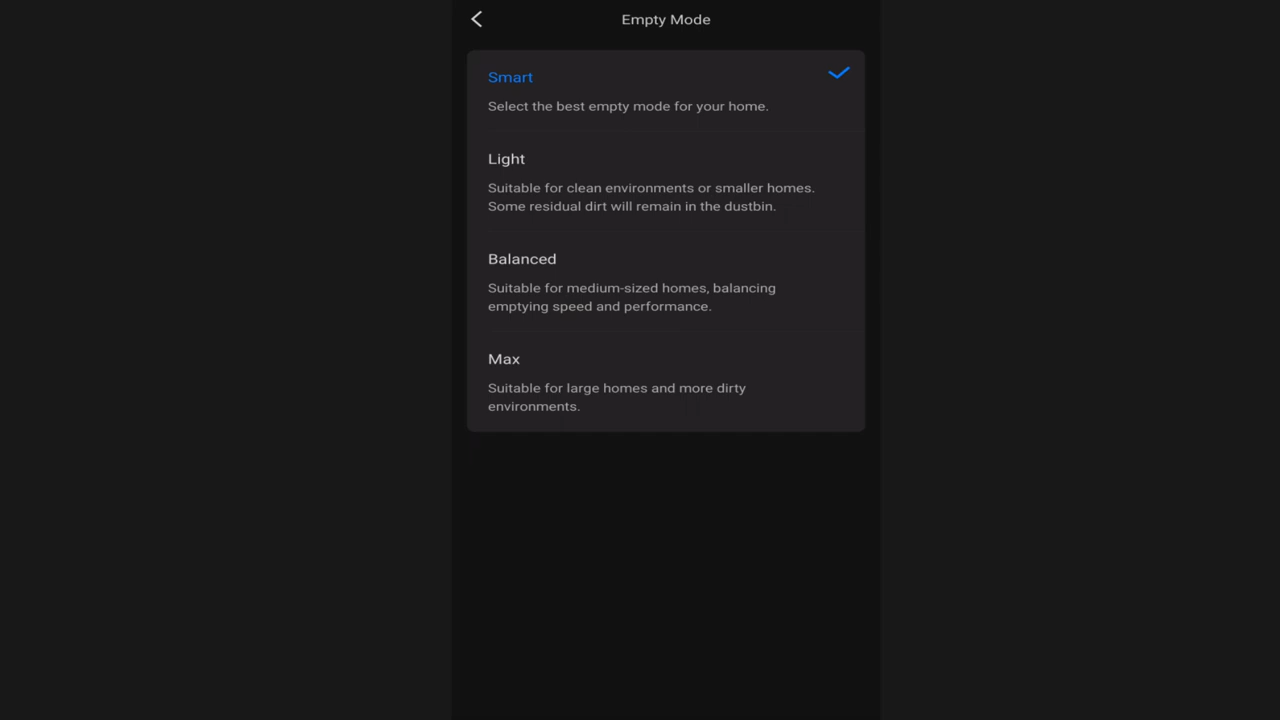 Empty Mode
Smart
Select the best empty mode for your home.
Light
Suitable for clean environments or smaller homes.
Some residual dirt will remain in the dustbin.
Balanced
Suitable for medium-sized homes, balancing
emptying speed and performance.
Max
Suitable for large homes and more dirty
environments.